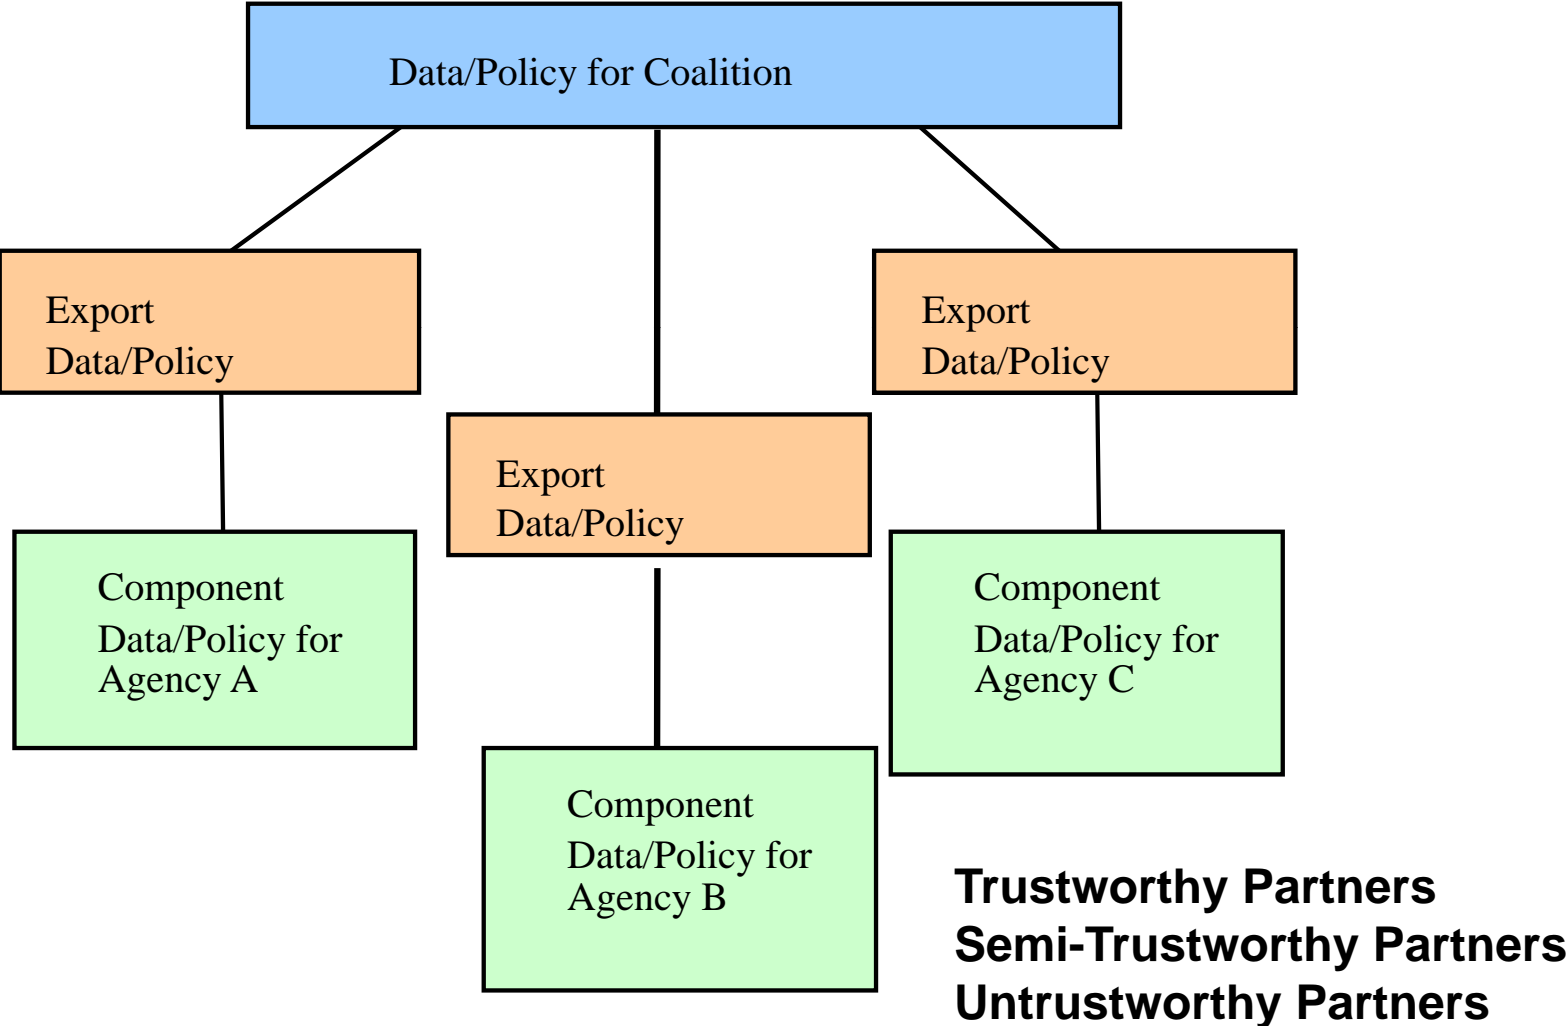 Data/Policy for Coalition
Export
Data/Policy
Export
Data/Policy
Export
Data/Policy
Component
Data/Policy for
Agency A
Component
Data/Policy for
Agency C
Component
Data/Policy for
Agency B
Trustworthy Partners
Semi-Trustworthy Partners
Untrustworthy Partners